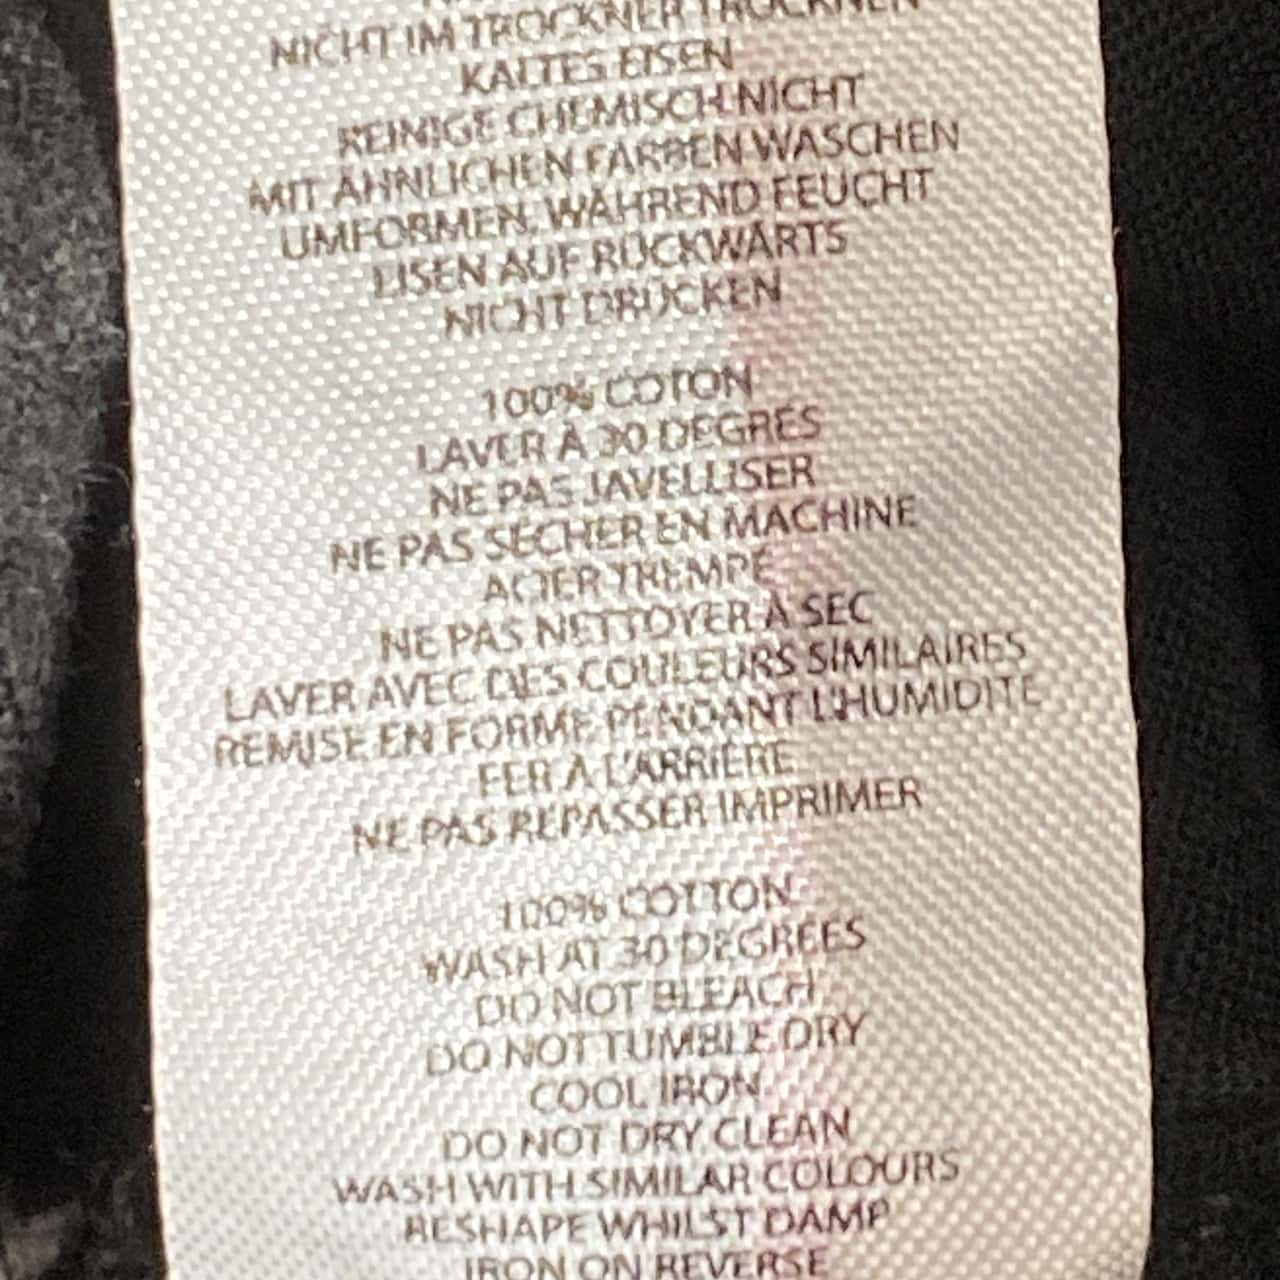 NICHT IM TROCKNER TROCKNEN
KALTES EISEN
REINIGE CHEMISCH NICHT
MIT ÄHNLICHEN FARBEN WASCHEN
UMFORMEN, WÄHREND FEUCHT
EISEN AUF RÜCKWÄRTS
NICHT DRÜCKEN
100% COTON
LAVER À 30 DEGRÉS
NE PAS JAVELLISER
NE PAS SÉCHER EN MACHINE
ACIER TREMPÉ
NE PAS NETTOYER À SEC
LAVER AVEC DES COULEURS SIMILAIRES
REMISE EN FORME PENDANT L'HUMIDITÉ
FER À L'ARRIÈRE
NE PAS REPASSER IMPRIMER
100% COTTON
WASH AT 30 DEGREES
DO NOT BLEACH
DO NOT TUMBLE DRY
COOL IRON
DO NOT DRY CLEAN
WASH WITH SIMILAR COLOURS
RESHAPE WHILST DAMP
IRON ON REVERSE